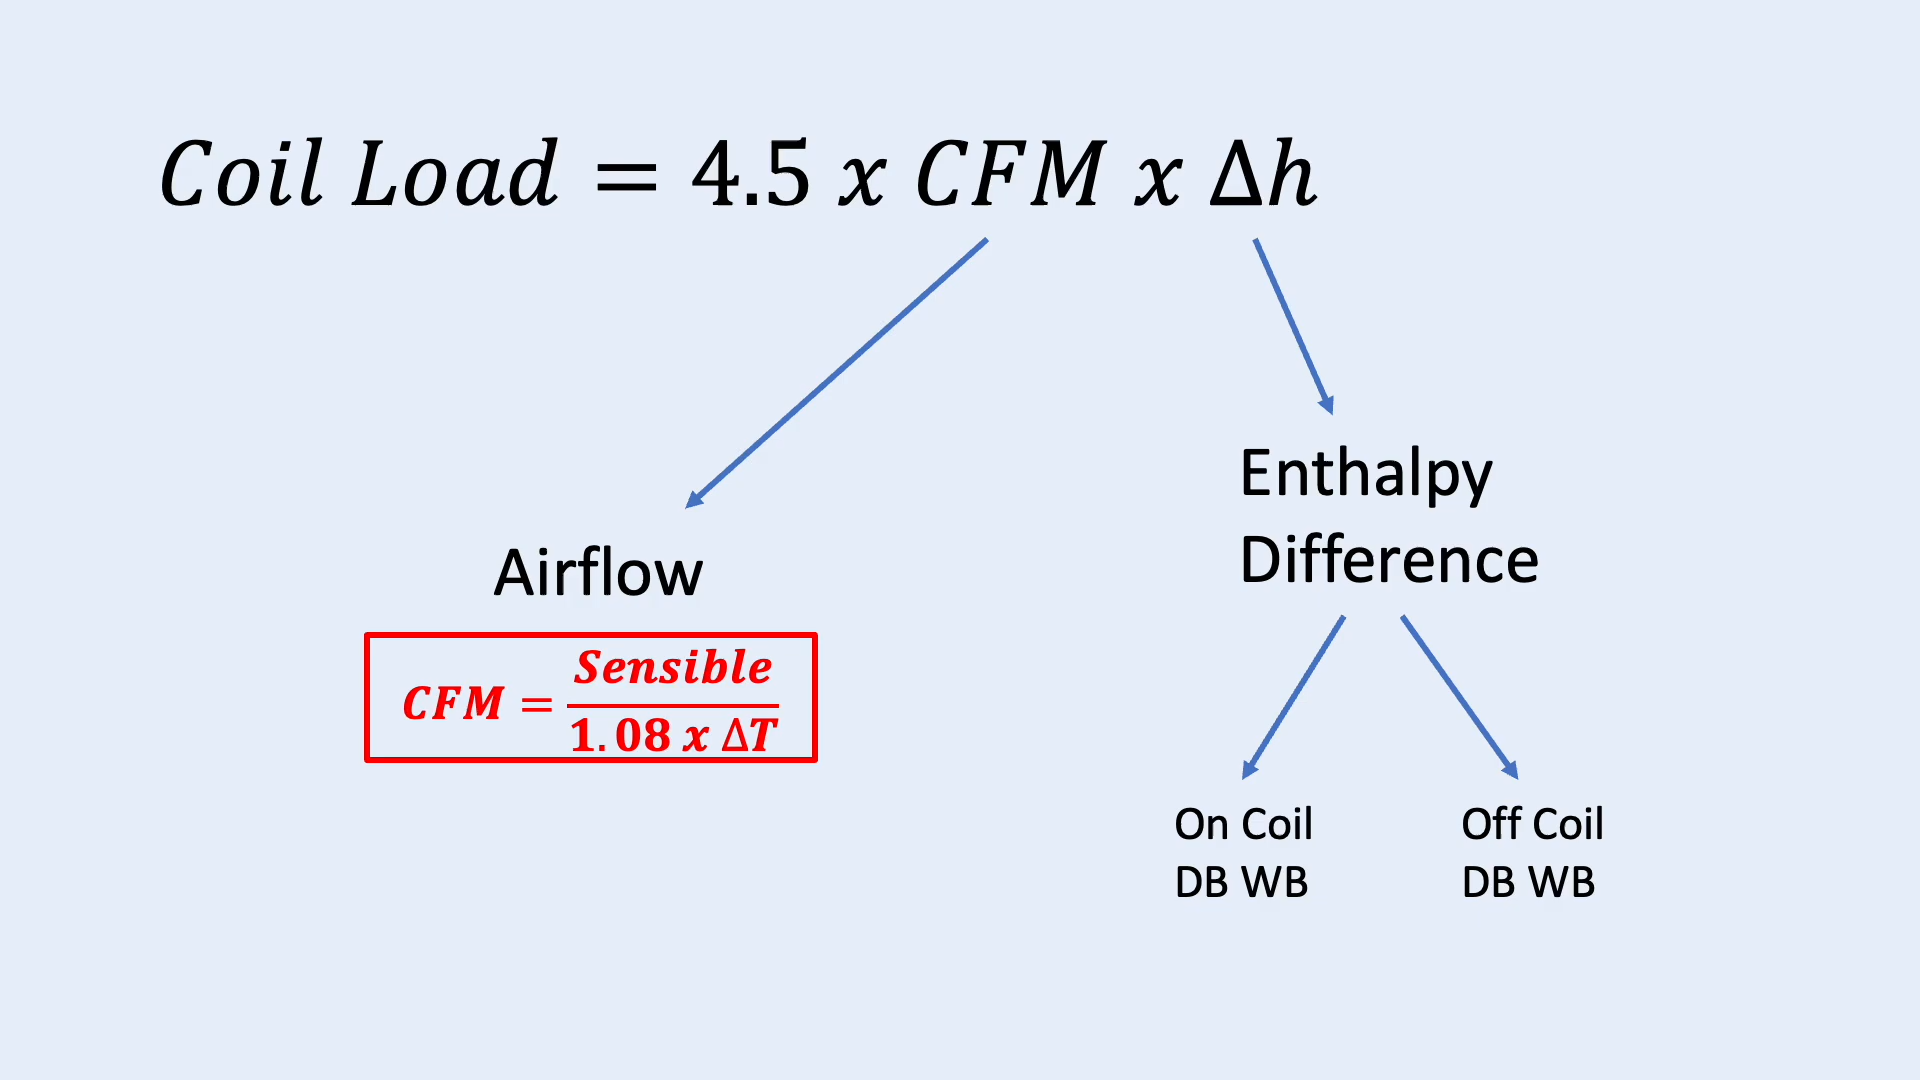 Coil Load = 4.5 x CFM x Δh
Airflow
CFM = Sensible / 1.08 x ΔT
Enthalpy
Difference
On Coil
DB WB
Off Coil
DB WB